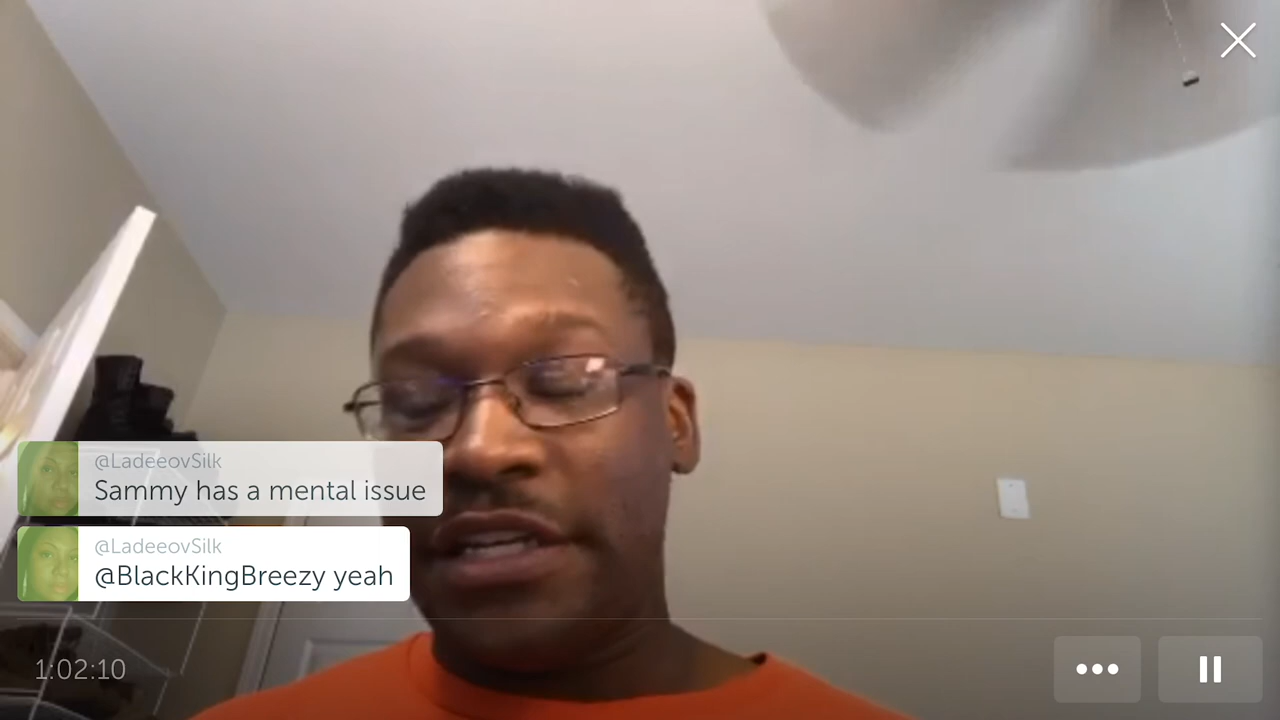 @LadeeovSilk
Sammy has a mental issue
@LadeeovSilk
@BlackKingBreezy yeah
1:02:10